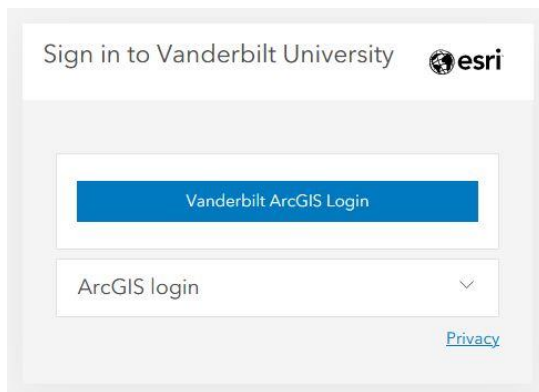 Sign in to Vanderbilt University
esri
Vanderbilt ArcGIS Login
ArcGIS login
Privacy